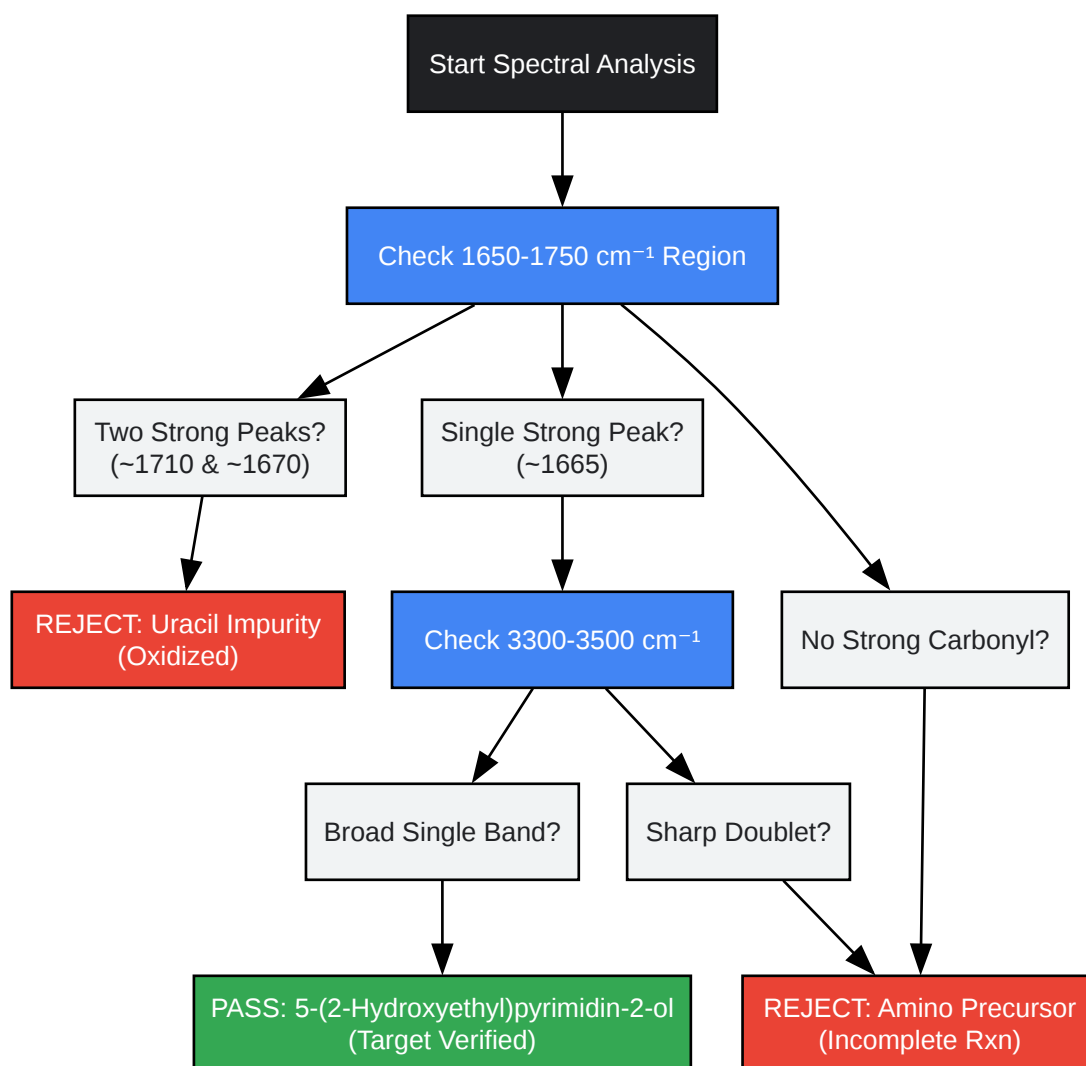 Start Spectral Analysis
Check 1650-1750 cm⁻¹ Region
Two Strong Peaks?
(~1710 & ~1670)
Single Strong Peak?
(~1665)
REJECT: Uracil Impurity
(Oxidized)
Check 3300-3500 cm⁻¹
No Strong Carbonyl?
Broad Single Band?
Sharp Doublet?
PASS: 5-(2-Hydroxyethyl)pyrimidin-2-ol
(Target Verified)
REJECT: Amino Precursor
(Incomplete Rxn)